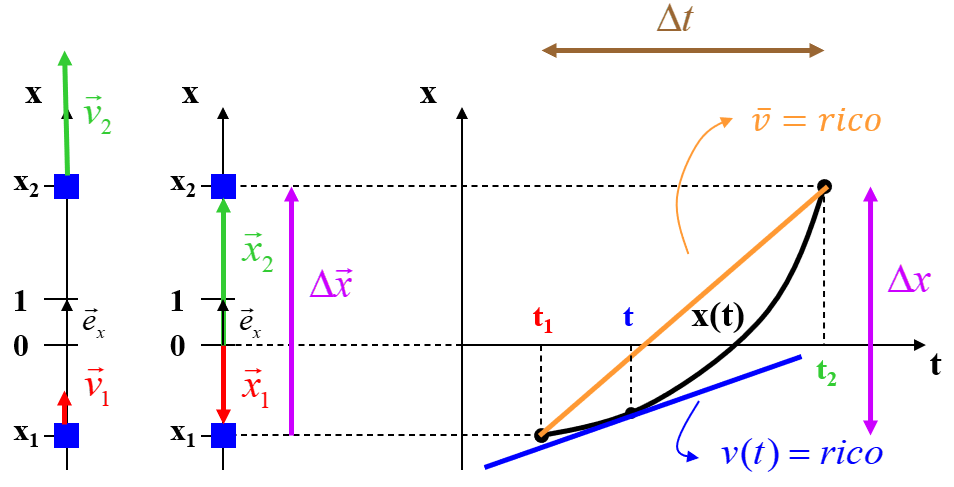 Δt
x
x
x
v⃗₂
v̄ = rico
x₂
x₂
x⃗₂
Δx⃗
Δx
1
1
e⃗ₓ
e⃗ₓ
t₁
t
x(t)
0
0
t
t₂
v⃗₁
x⃗₁
x₁
x₁
v(t) = rico